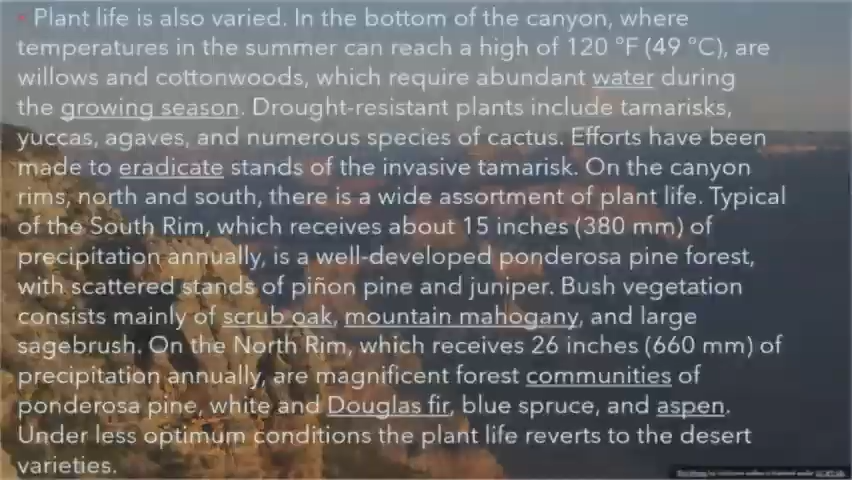 • Plant life is also varied. In the bottom of the canyon, where
temperatures in the summer can reach a high of 120 °F (49 °C), are
willows and cottonwoods, which require abundant water during
the growing season. Drought-resistant plants include tamarisks,
yuccas, agaves, and numerous species of cactus. Efforts have been
made to eradicate stands of the invasive tamarisk. On the canyon
rims, north and south, there is a wide assortment of plant life. Typical
of the South Rim, which receives about 15 inches (380 mm) of
precipitation annually, is a well-developed ponderosa pine forest,
with scattered stands of piñon pine and juniper. Bush vegetation
consists mainly of scrub oak, mountain mahogany, and large
sagebrush. On the North Rim, which receives 26 inches (660 mm) of
precipitation annually, are magnificent forest communities of
ponderosa pine, white and Douglas fir, blue spruce, and aspen.
Under less optimum conditions the plant life reverts to the desert
varieties.